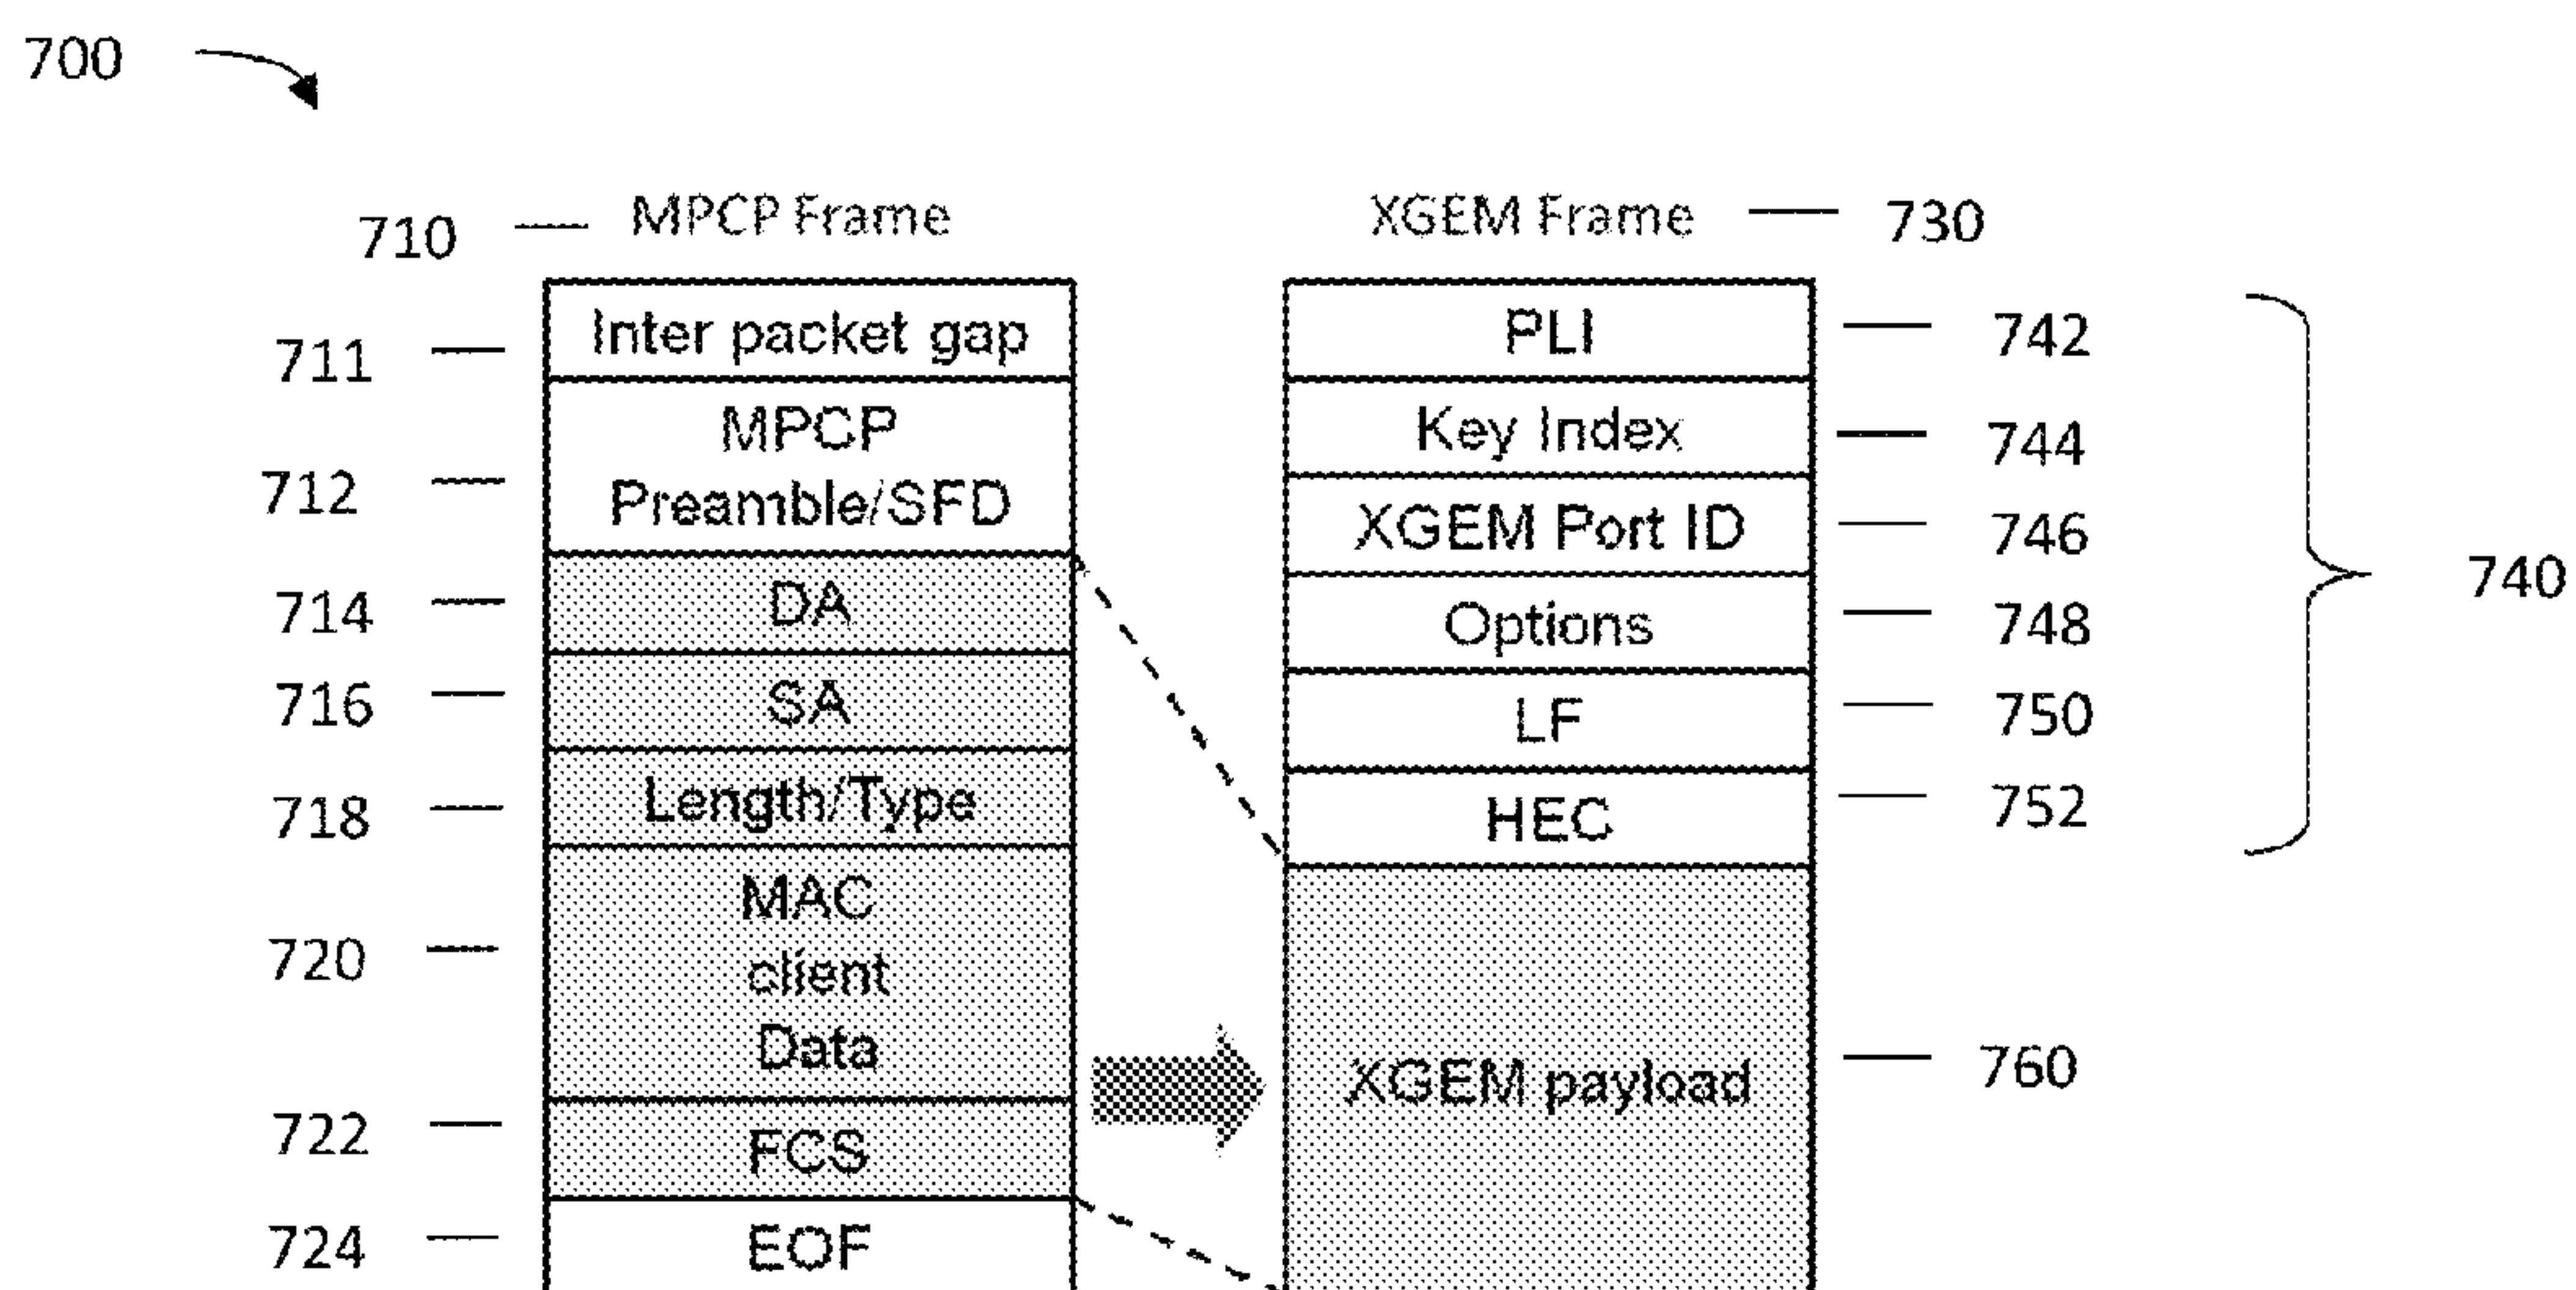 700
710
MPCP Frame
XGEM Frame
730
711
Inter packet gap
712
MPCP
Preamble/SFD
714
DA
716
SA
718
Length/Type
720
MAC
client
Data
722
FCS
724
EOF
PLI
742
Key Index
744
XGEM Port ID
746
Options
748
LF
750
HEC
752
740
XGEM payload
760